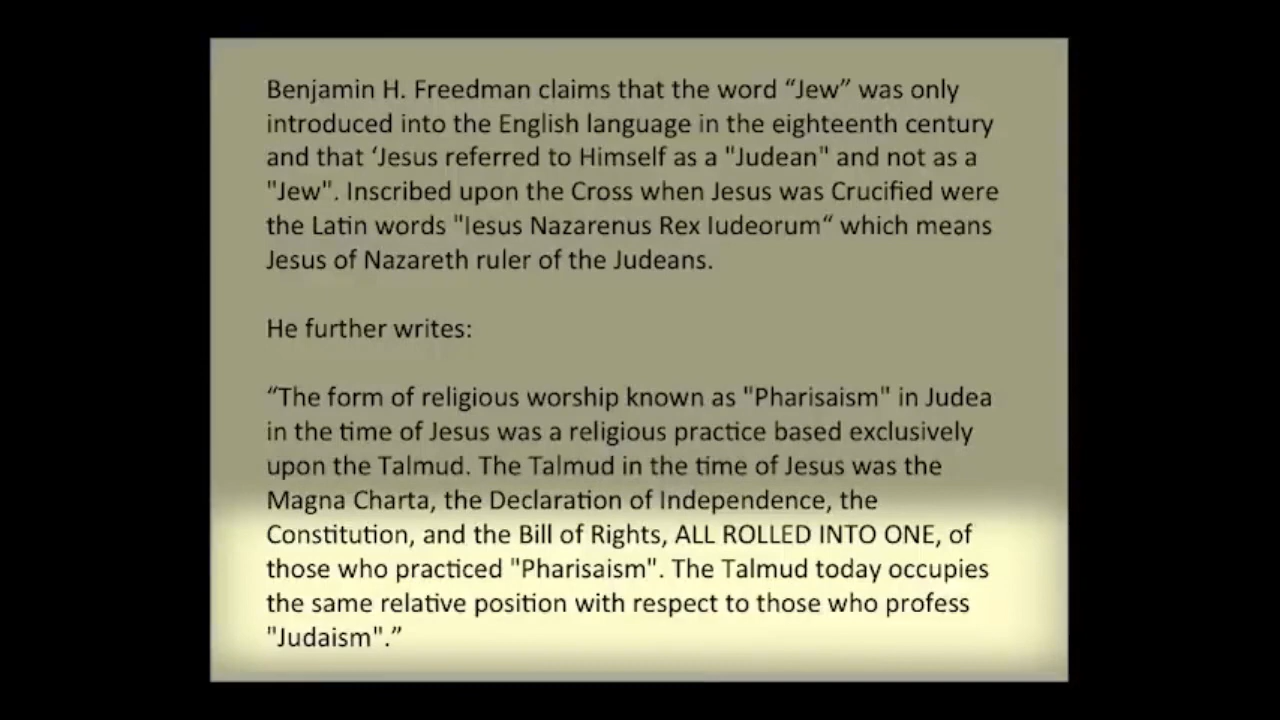 Benjamin H. Freedman claims that the word “Jew” was only
introduced into the English language in the eighteenth century
and that ‘Jesus referred to Himself as a "Judean" and not as a
"Jew". Inscribed upon the Cross when Jesus was Crucified were
the Latin words "Iesus Nazarenus Rex Iudeorum“ which means
Jesus of Nazareth ruler of the Judeans.
He further writes:
“The form of religious worship known as "Pharisaism" in Judea
in the time of Jesus was a religious practice based exclusively
upon the Talmud. The Talmud in the time of Jesus was the
Magna Charta, the Declaration of Independence, the
Constitution, and the Bill of Rights, ALL ROLLED INTO ONE, of
those who practiced "Pharisaism". The Talmud today occupies
the same relative position with respect to those who profess
"Judaism".”